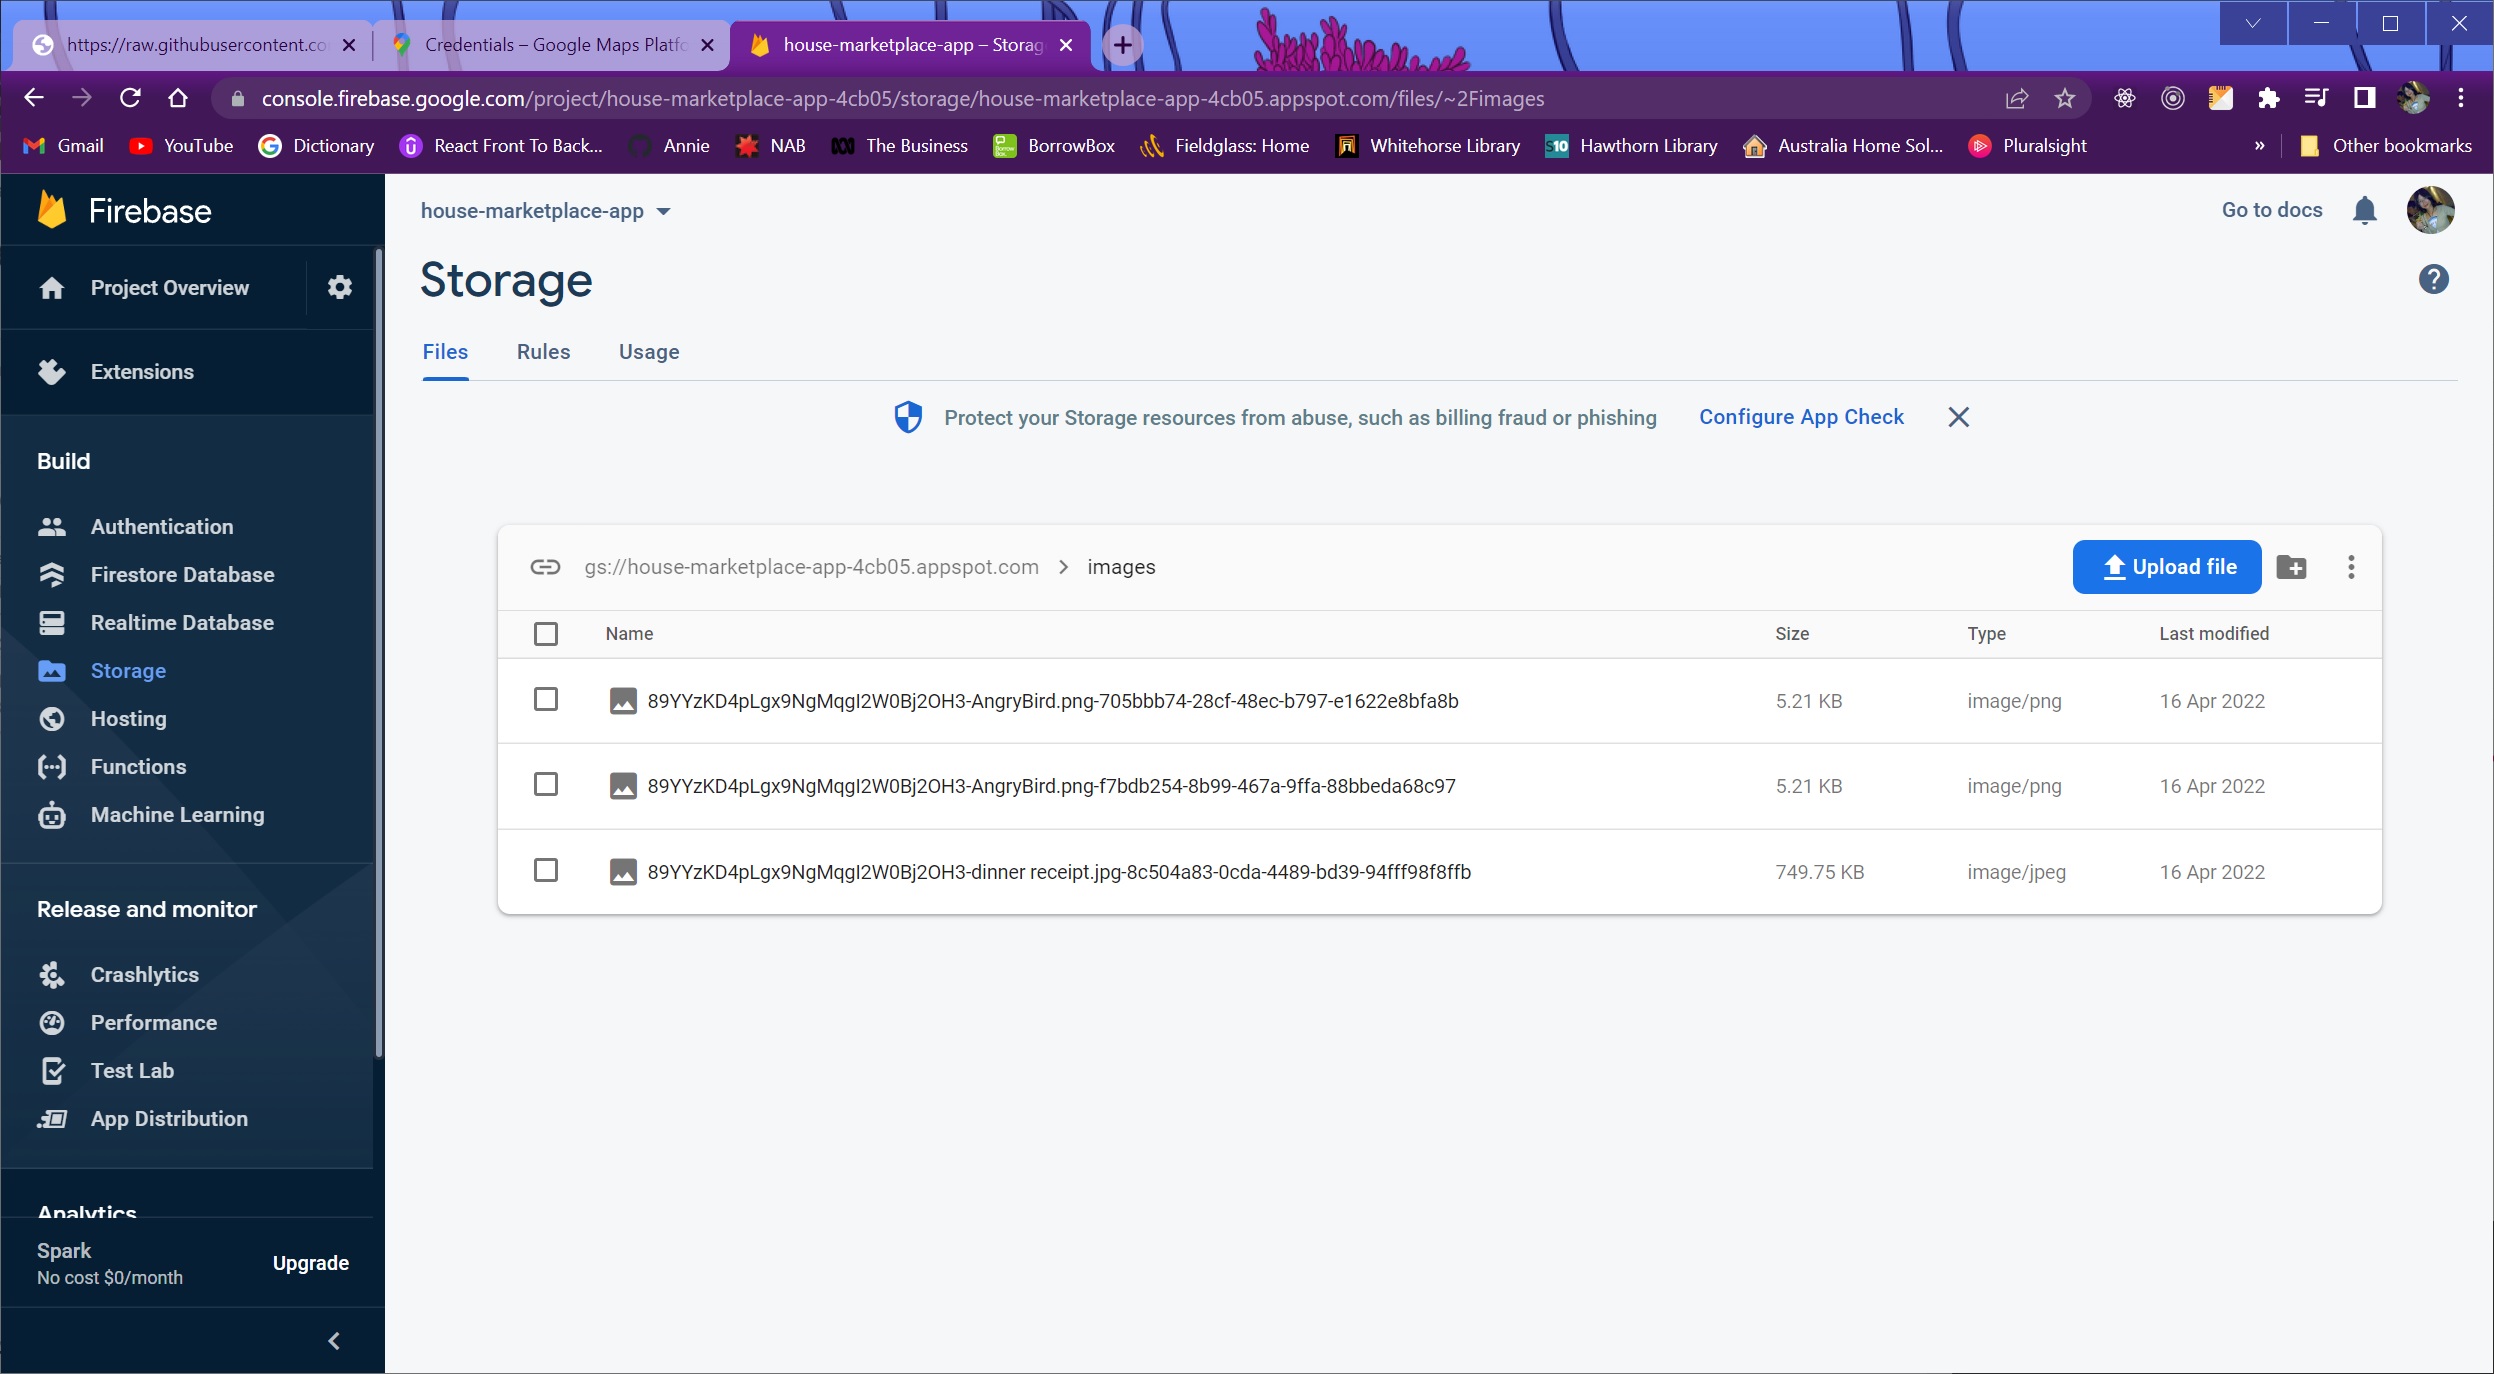 https://raw.githubusercontent.co
Credentials – Google Maps Platfo
house-marketplace-app – Storag
console.firebase.google.com/project/house-marketplace-app-4cb05/storage/house-marketplace-app-4cb05.appspot.com/files/~2Fimages
Gmail
YouTube
Dictionary
React Front To Back...
Annie
NAB
The Business
BorrowBox
Fieldglass: Home
Whitehorse Library
S10
Hawthorn Library
Australia Home Sol...
Pluralsight
»
Other bookmarks
Firebase
house-marketplace-app
Go to docs
Project Overview
Storage
Extensions
Files
Rules
Usage
Protect your Storage resources from abuse, such as billing fraud or phishing
Configure App Check
Build
Authentication
Firestore Database
Realtime Database
Storage
Hosting
Functions
Machine Learning
Release and monitor
Crashlytics
Performance
Test Lab
App Distribution
Analytics
Spark
No cost $0/month
Upgrade
gs://house-marketplace-app-4cb05.appspot.com > images
Upload file
Name Size Type Last modified
89YYzKD4pLgx9NgMqgI2W0Bj2OH3-AngryBird.png-705bbb74-28cf-48ec-b797-e1622e8bfa8b 5.21 KB image/png 16 Apr 2022
89YYzKD4pLgx9NgMqgI2W0Bj2OH3-AngryBird.png-f7bdb254-8b99-467a-9ffa-88bbeda68c97 5.21 KB image/png 16 Apr 2022
89YYzKD4pLgx9NgMqgI2W0Bj2OH3-dinner receipt.jpg-8c504a83-0cda-4489-bd39-94fff98f8ffb 749.75 KB image/jpeg 16 Apr 2022